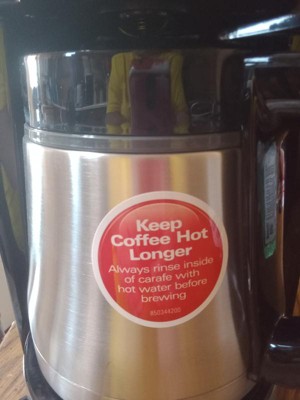 Keep
Coffee Hot
Longer
Always rinse inside
of carafe with
hot water before
brewing